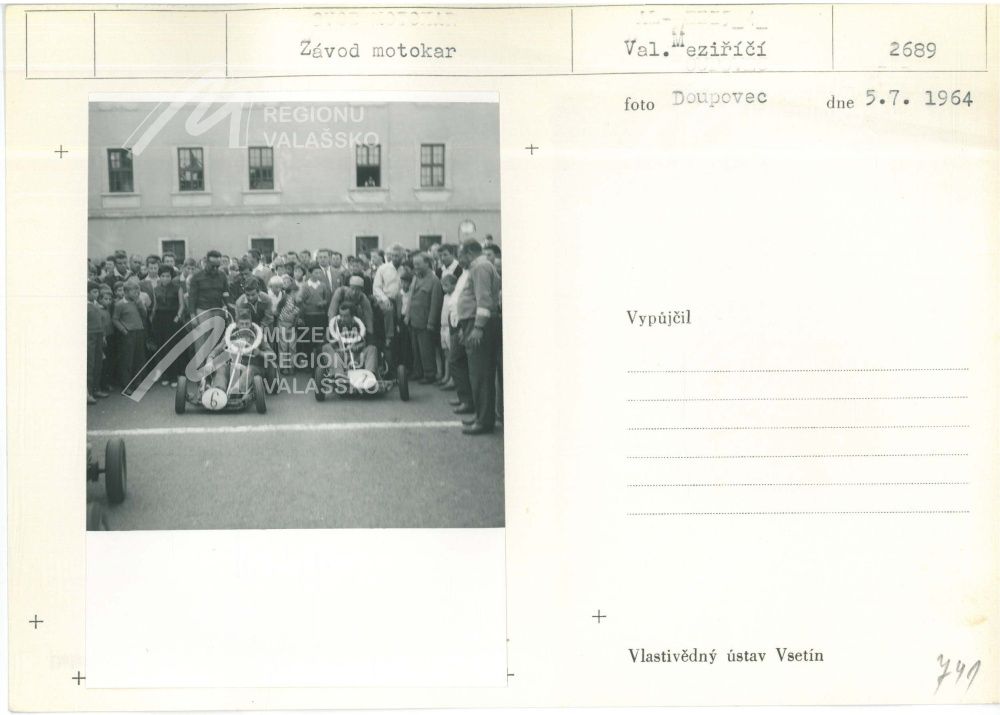 Závod motokar
Val. Meziříčí
2689
foto Doupovec dne 5.7. 1964
REGIONU
VALAŠSKO
MUZEUM
REGIONU
VALAŠSKO
6
7
Vypůjčil
Vlastivědný ústav Vsetín
741